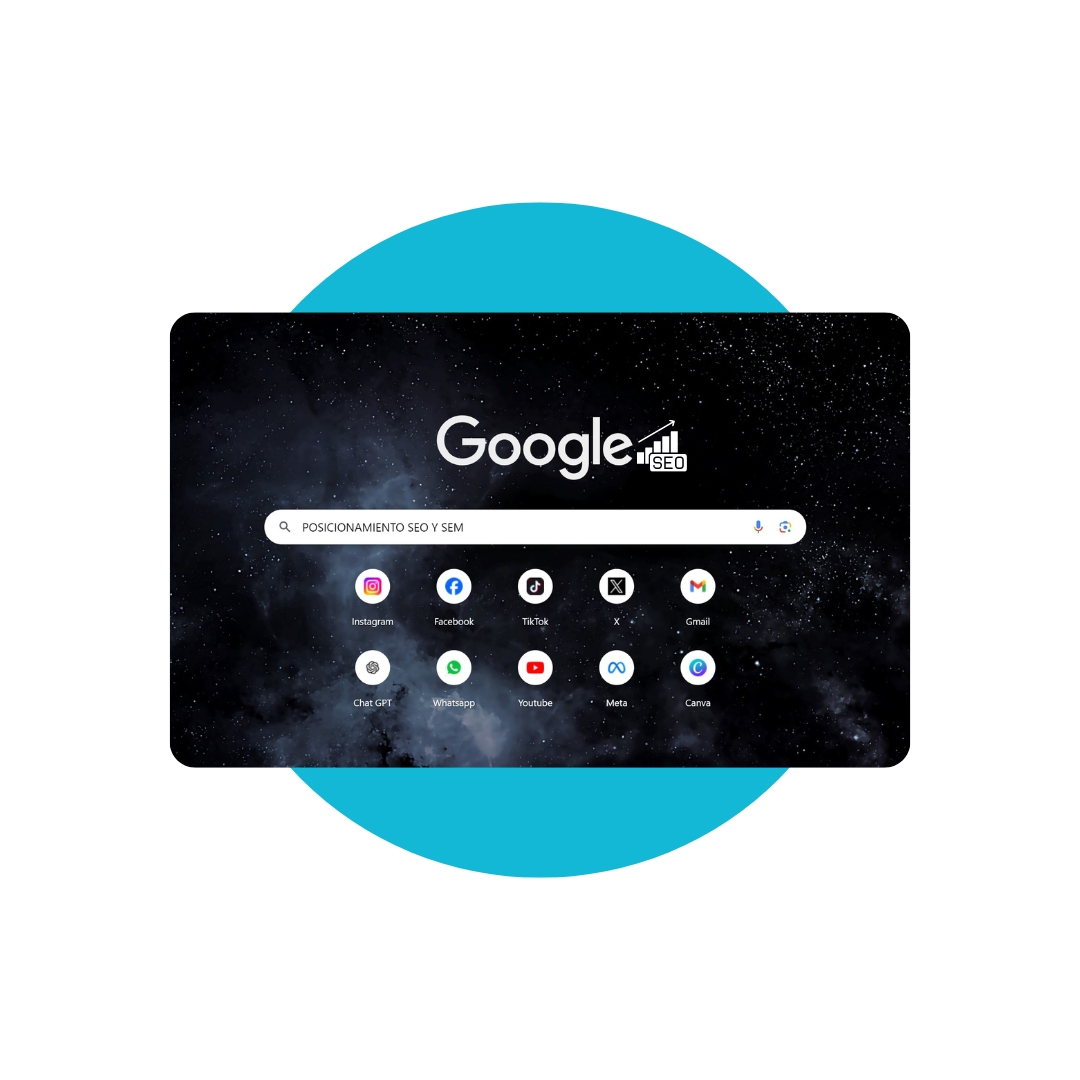 Google
SEO
POSICIONAMIENTO SEO Y SEM
Instagram Facebook TikTok X Gmail
Chat GPT Whatsapp Youtube Meta Canva